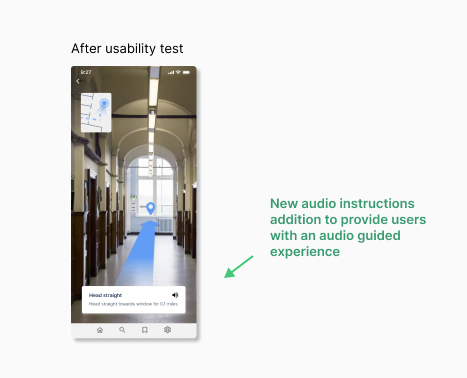 After usability test
9:27
New audio instructions
addition to provide users
with an audio guided
experience
Head straight
Head straight towards window for 0.1 miles